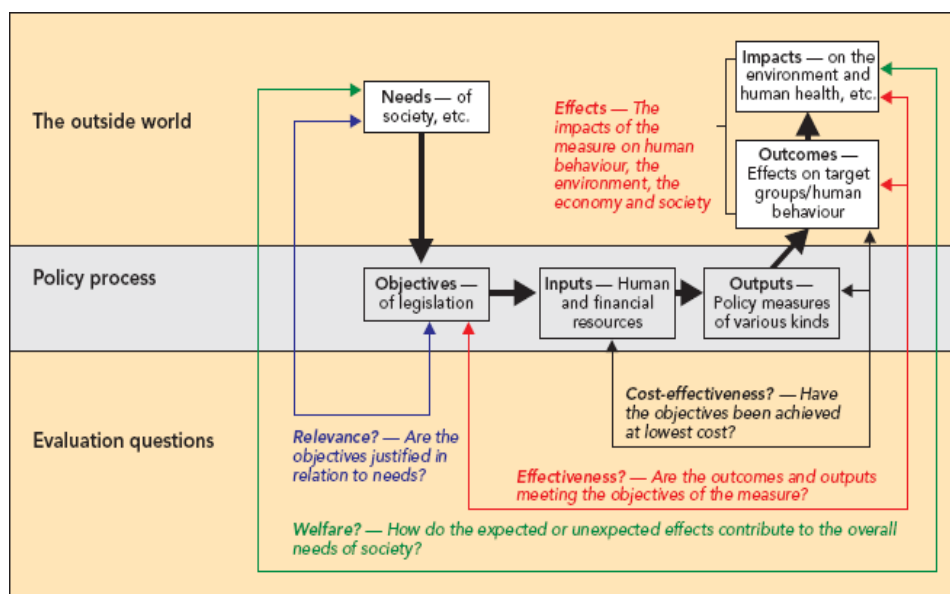 The outside world
Needs — of
society, etc.
Effects — The
impacts of the
measure on human
behaviour, the
environment, the
economy and society
Impacts — on the
environment and
human health, etc.
Outcomes —
Effects on target
groups/human
behaviour
Policy process
Objectives —
of legislation
Inputs — Human
and financial
resources
Outputs —
Policy measures
of various kinds
Evaluation questions
Cost-effectiveness? — Have
the objectives been achieved
at lowest cost?
Relevance? — Are the
objectives justified in
relation to needs?
Effectiveness? — Are the outcomes and outputs
meeting the objectives of the measure?
Welfare? — How do the expected or unexpected effects contribute to the overall
needs of society?